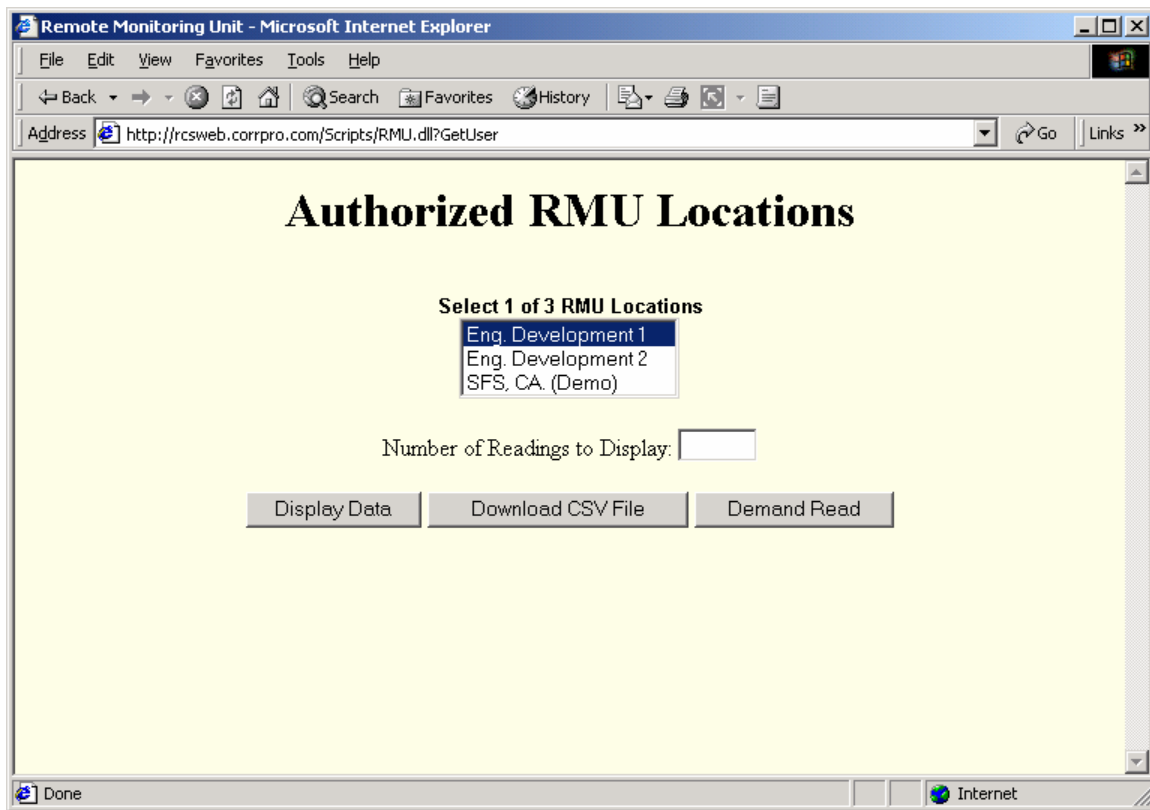 Remote Monitoring Unit - Microsoft Internet Explorer
File Edit View Favorites Tools Help
Back Search Favorites History
Address http://rcsweb.corrpro.com/Scripts/RMU.dll?GetUser Go Links »
Authorized RMU Locations
Select 1 of 3 RMU Locations
Eng. Development 1
Eng. Development 2
SFS, CA. (Demo)
Number of Readings to Display:
Display Data Download CSV File Demand Read
Done Internet